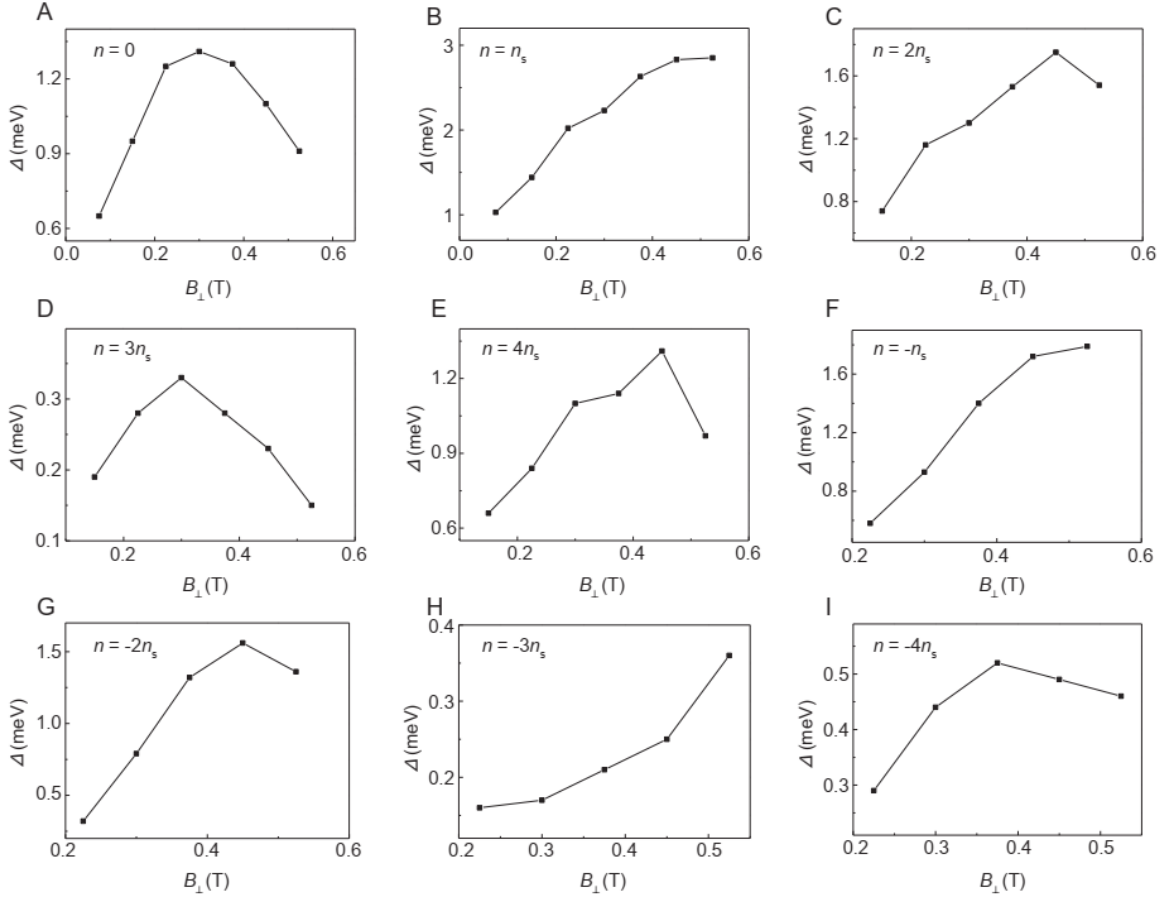 A
n = 0
1.2
0.9
0.6
Δ (meV)
0.0
0.2
0.4
0.6
B⊥(T)
B
n = ns
3
2
1
Δ (meV)
0.0
0.2
0.4
0.6
B⊥(T)
C
n = 2ns
1.6
1.2
0.8
Δ (meV)
0.2
0.4
0.6
B⊥(T)
D
n = 3ns
0.3
0.2
0.1
Δ (meV)
0.2
0.4
0.6
B⊥(T)
E
n = 4ns
1.2
0.9
0.6
Δ (meV)
0.2
0.4
0.6
B⊥(T)
F
n = -ns
1.6
1.2
0.8
Δ (meV)
0.2
0.4
0.6
B⊥(T)
G
n = -2ns
1.5
1.0
0.5
Δ (meV)
0.2
0.4
0.6
B⊥(T)
H
n = -3ns
0.4
0.3
0.2
Δ (meV)
0.2
0.3
0.4
0.5
B⊥(T)
I
n = -4ns
0.5
0.4
0.3
Δ (meV)
0.2
0.3
0.4
0.5
B⊥(T)